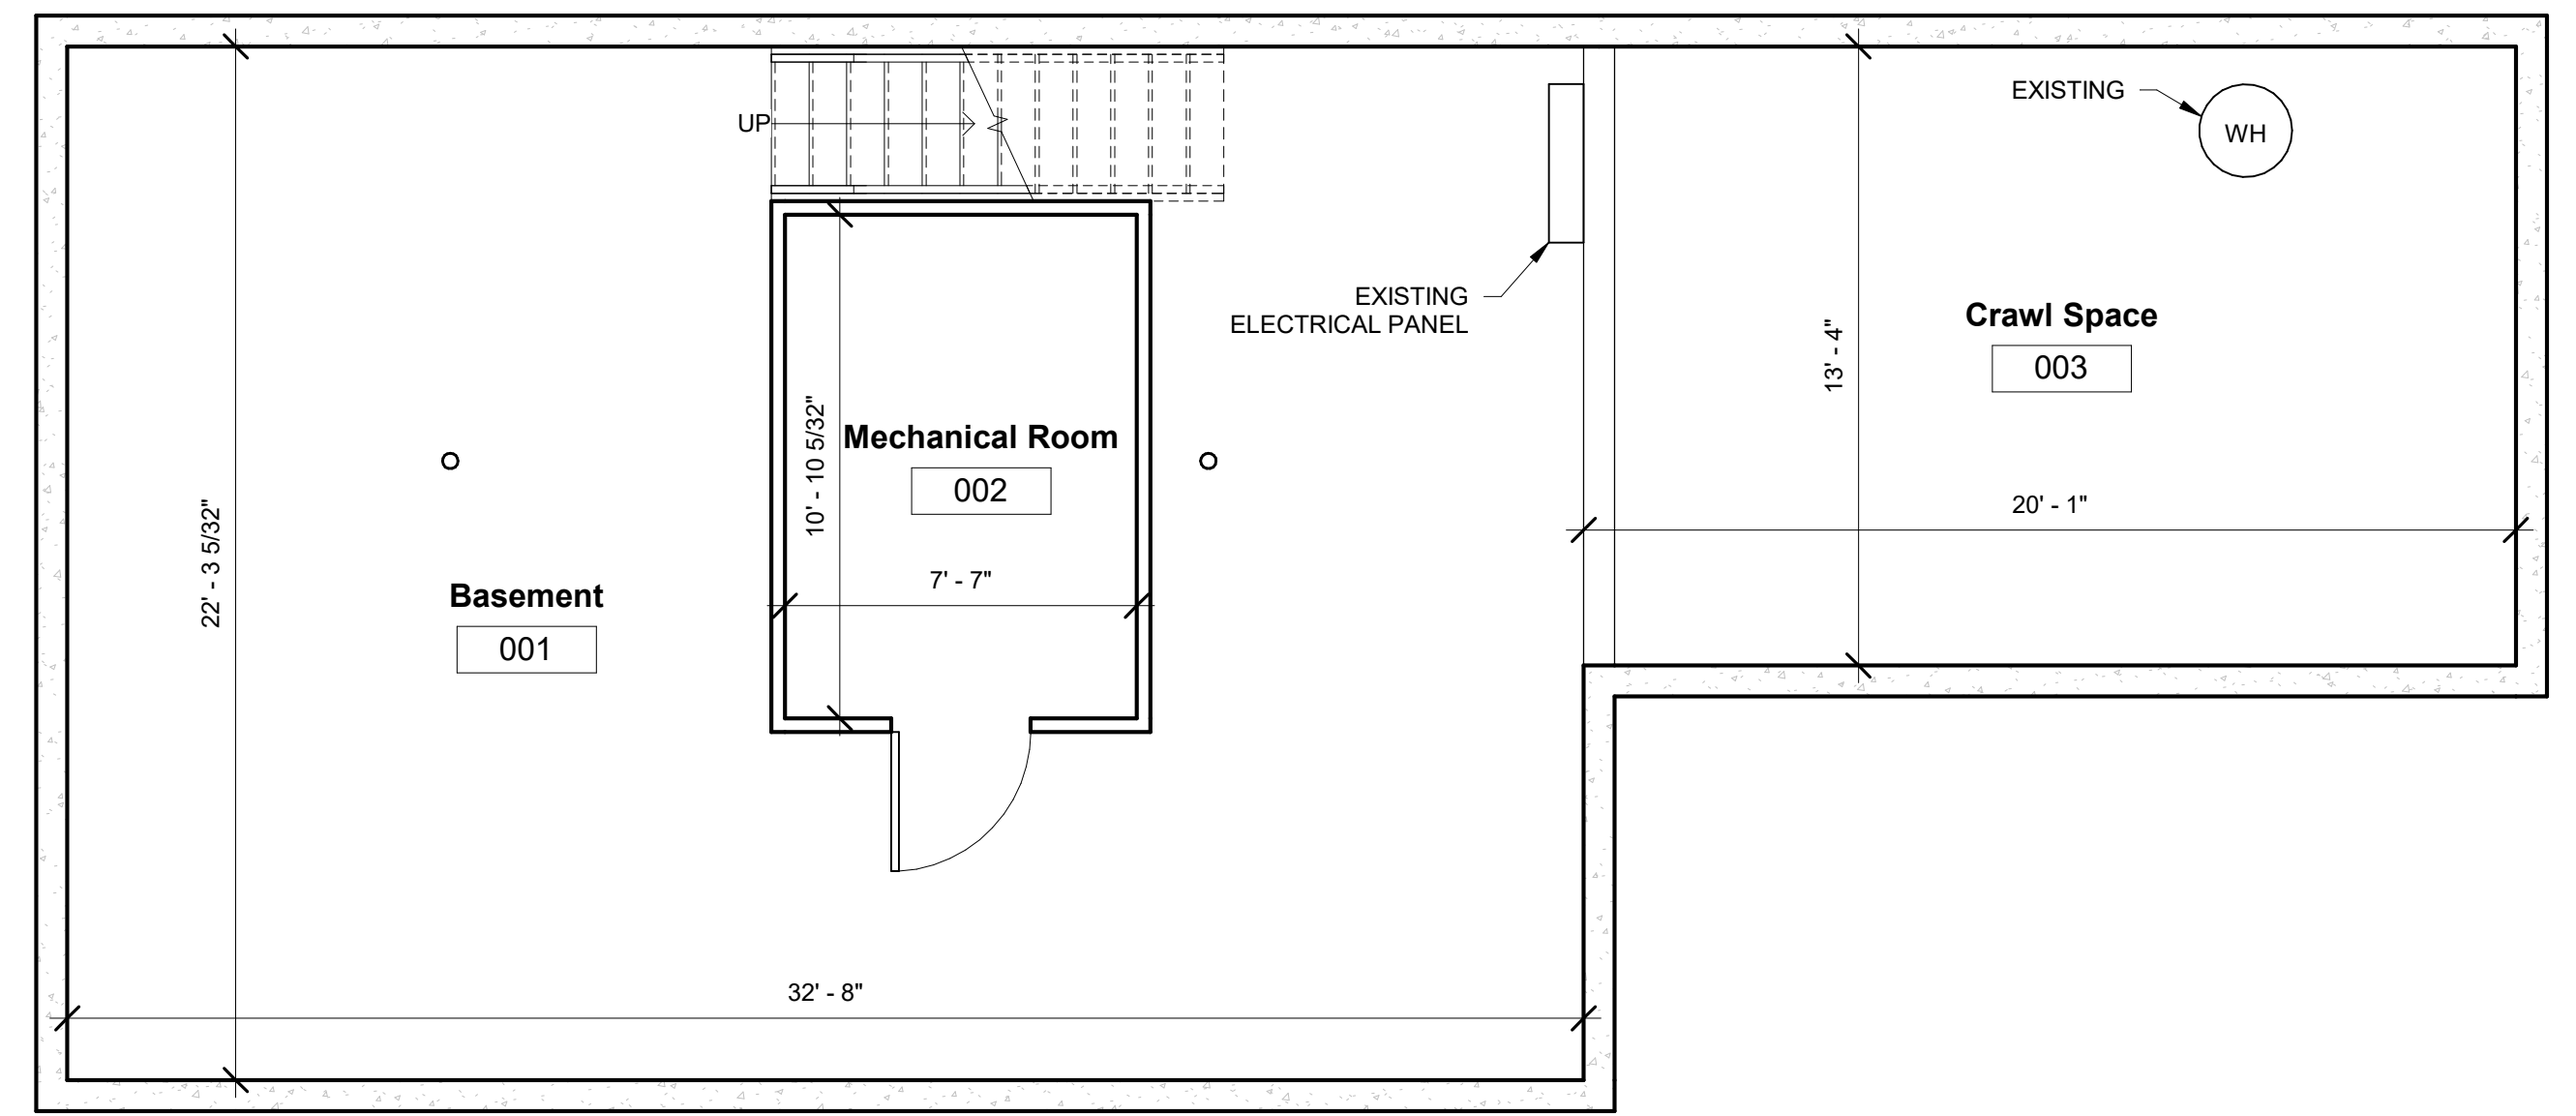 EXISTING
WH
UP
EXISTING
ELECTRICAL PANEL
Crawl Space
003
13' - 4"
10' - 10 5/32"
Mechanical Room
002
20' - 1"
22' - 3 5/32"
7' - 7"
Basement
001
32' - 8"